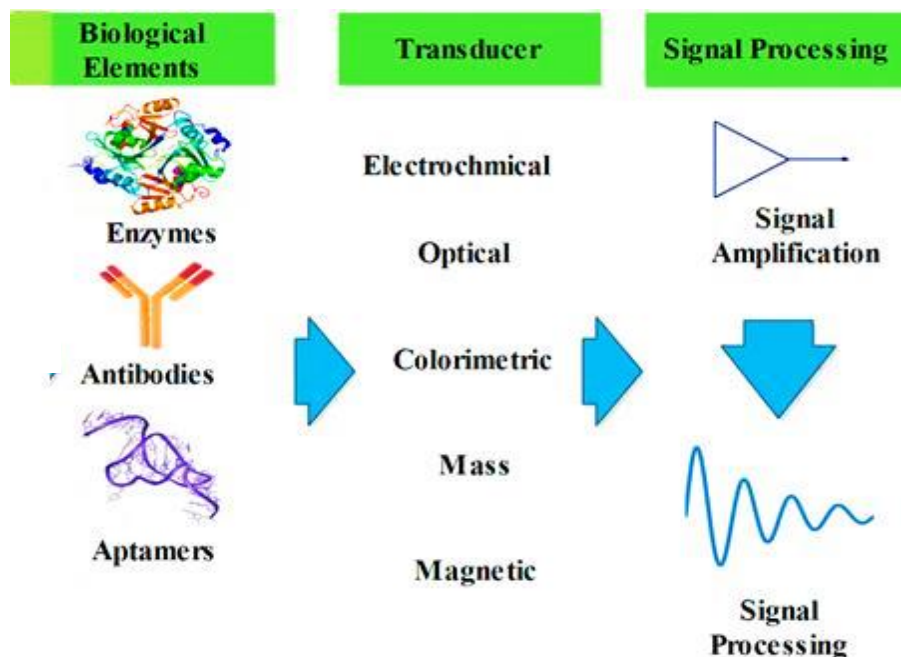 Biological
Elements
Transducer
Signal Processing
Enzymes
Antibodies
Aptamers
Electrochmical
Optical
Colorimetric
Mass
Magnetic
Signal
Amplification
Signal
Processing